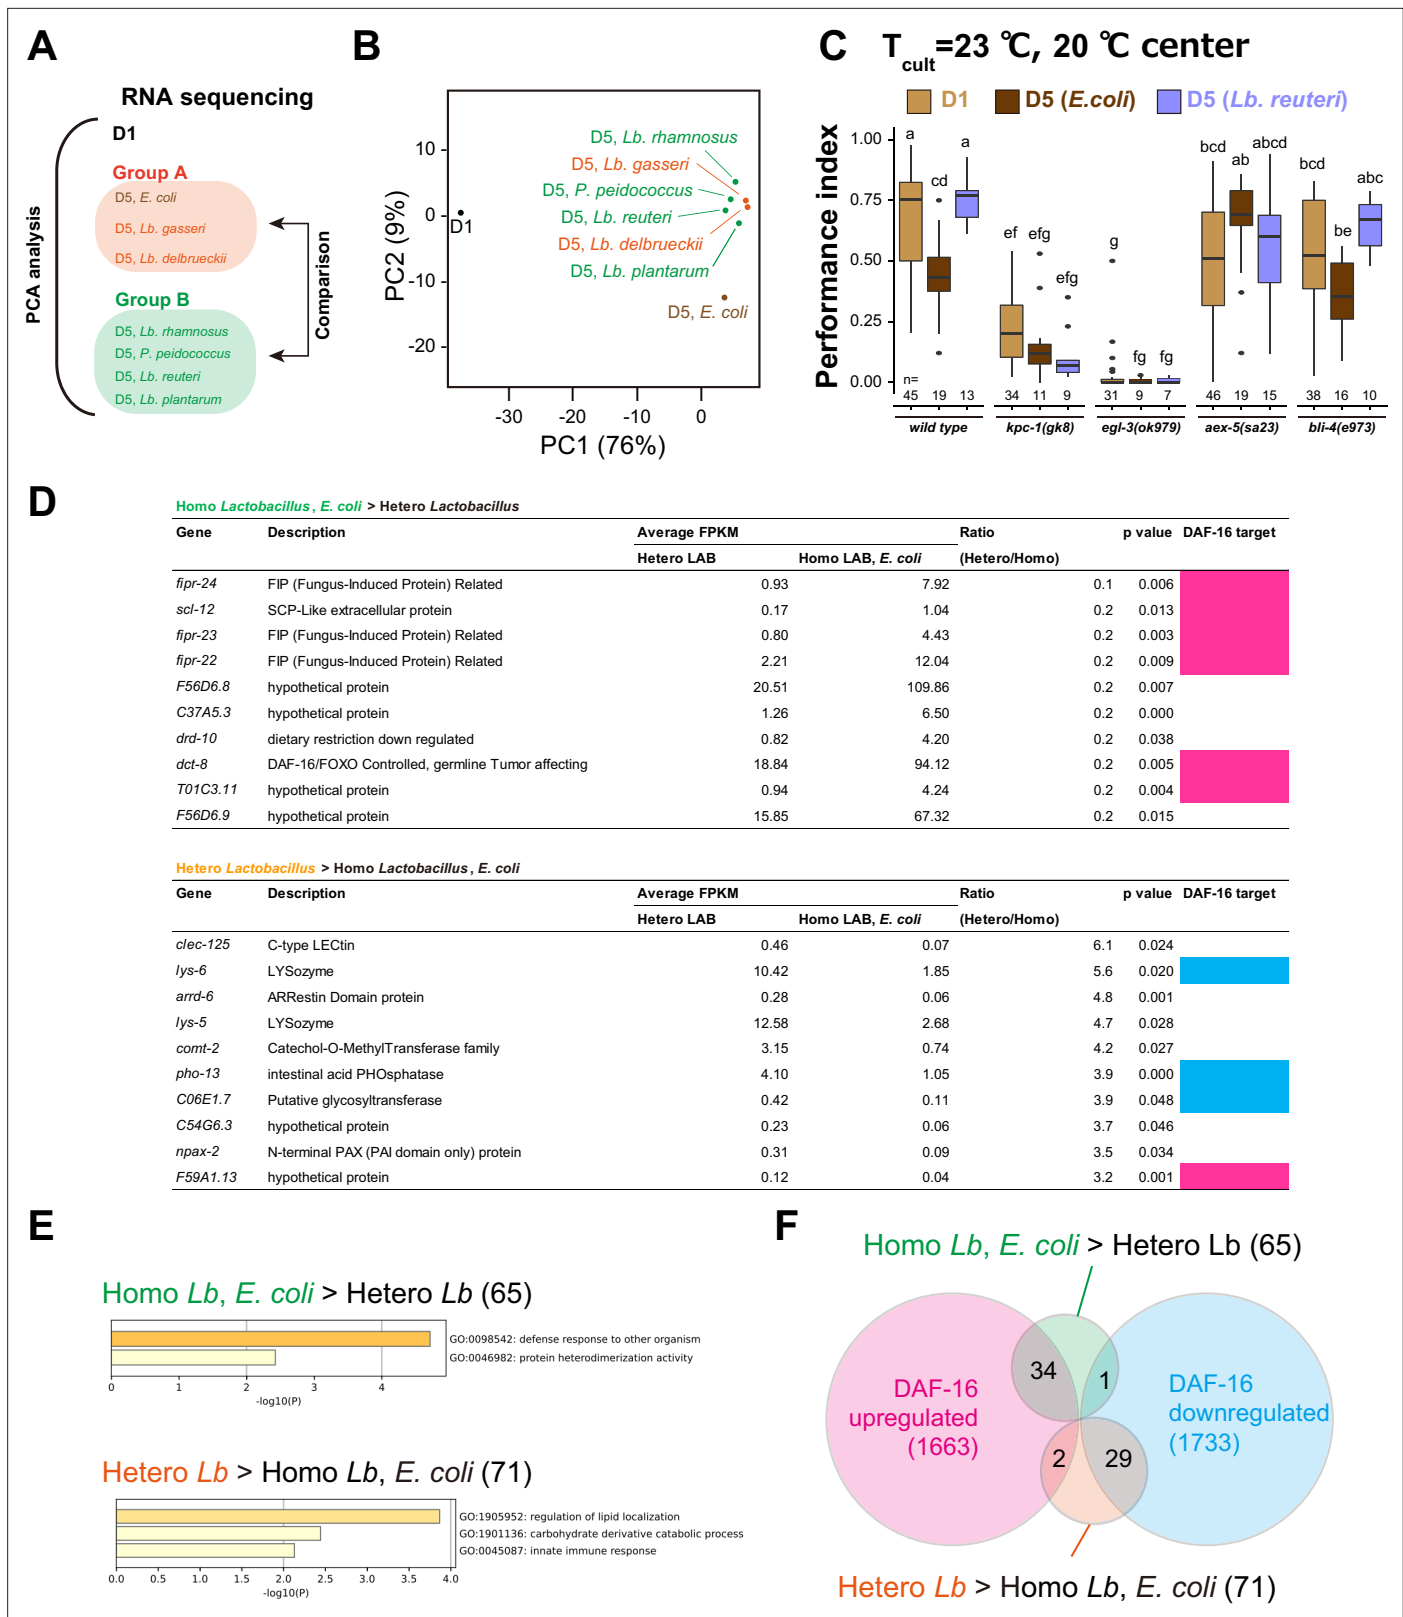 A
RNA sequencing
PCA analysis
D1
Group A
D5, E. coli
D5, Lb. gasseri
D5, Lb. delbrueckii
Group B
D5, Lb. rhamnosus
D5, P. peidococcus
D5, Lb. reuteri
D5, Lb. plantarum
Comparison
B
PC2 (9%)
10
0
-10
-20
D5, Lb. rhamnosus
D5, Lb. gasseri
D5, P. peidococcus
D5, Lb. reuteri
D5, Lb. delbrueckii
D5, Lb. plantarum
D1
D5, E. coli
-30 -20 -10 0
PC1 (76%)
C
Tcult=23 ℃, 20 ℃ center
D1 D5 (E.coli) D5 (Lb. reuteri)
Performance index
1.00
0.75
0.50
0.25
0.00
a cd a
ef efg efg
g fg fg
bcd ab abcd
bcd be abc
n=
45 19 13 34 11 9 31 9 7 46 19 15 38 16 10
wild type kpc-1(gk8) egl-3(ok979) aex-5(sa23) bli-4(e973)
D
Homo Lactobacillus, E. coli > Hetero Lactobacillus
Gene Description Average FPKM Ratio p value DAF-16 target
Hetero LAB Homo LAB, E. coli (Hetero/Homo)
fipr-24 FIP (Fungus-Induced Protein) Related 0.93 7.92 0.1 0.006
scl-12 SCP-Like extracellular protein 0.17 1.04 0.2 0.013
fipr-23 FIP (Fungus-Induced Protein) Related 0.80 4.43 0.2 0.003
fipr-22 FIP (Fungus-Induced Protein) Related 2.21 12.04 0.2 0.009
F56D6.8 hypothetical protein 20.51 109.86 0.2 0.007
C37A5.3 hypothetical protein 1.26 6.50 0.2 0.000
drd-10 dietary restriction down regulated 0.82 4.20 0.2 0.038
dct-8 DAF-16/FOXO Controlled, germline Tumor affecting 18.84 94.12 0.2 0.005
T01C3.11 hypothetical protein 0.94 4.24 0.2 0.004
F56D6.9 hypothetical protein 15.85 67.32 0.2 0.015
Hetero Lactobacillus > Homo Lactobacillus, E. coli
Gene Description Average FPKM Ratio p value DAF-16 target
Hetero LAB Homo LAB, E. coli (Hetero/Homo)
clec-125 C-type LECtin 0.46 0.07 6.1 0.024
lys-6 LYSozyme 10.42 1.85 5.6 0.020
arrd-6 ARRestin Domain protein 0.28 0.06 4.8 0.001
lys-5 LYSozyme 12.58 2.68 4.7 0.028
comt-2 Catechol-O-MethylTransferase family 3.15 0.74 4.2 0.027
pho-13 intestinal acid PHOsphatase 4.10 1.05 3.9 0.000
C06E1.7 Putative glycosyltransferase 0.42 0.11 3.9 0.048
C54G6.3 hypothetical protein 0.23 0.06 3.7 0.046
npax-2 N-terminal PAX (PAI domain only) protein 0.31 0.09 3.5 0.034
F59A1.13 hypothetical protein 0.12 0.04 3.2 0.001
E
Homo Lb, E. coli > Hetero Lb (65)
GO:0098542: defense response to other organism
GO:0046982: protein heterodimerization activity
0 1 2 3 4
-log10(P)
Hetero Lb > Homo Lb, E. coli (71)
GO:1905952: regulation of lipid localization
GO:1901136: carbohydrate derivative catabolic process
GO:0045087: innate immune response
0.0 0.5 1.0 1.5 2.0 2.5 3.0 3.5 4.0
-log10(P)
F
Homo Lb, E. coli > Hetero Lb (65)
34
1
DAF-16
upregulated
(1663)
DAF-16
downregulated
(1733)
2
29
Hetero Lb > Homo Lb, E. coli (71)